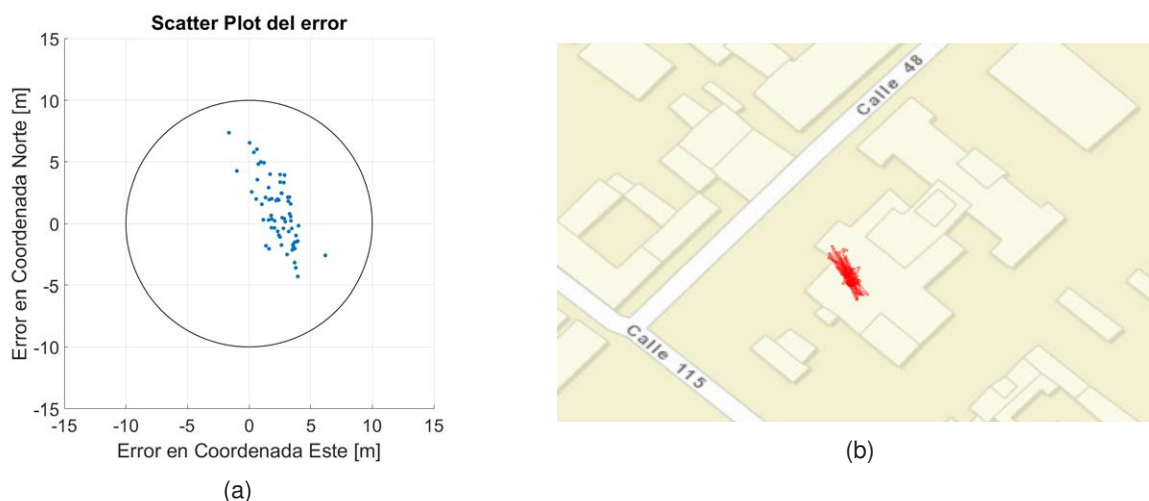 Scatter Plot del error
15
10
5
0
-5
-10
-15
-15
-10
-5
0
5
10
15
Error en Coordenada Norte [m]
Error en Coordenada Este [m]
(a)
Calle 48
Calle 115
(b)